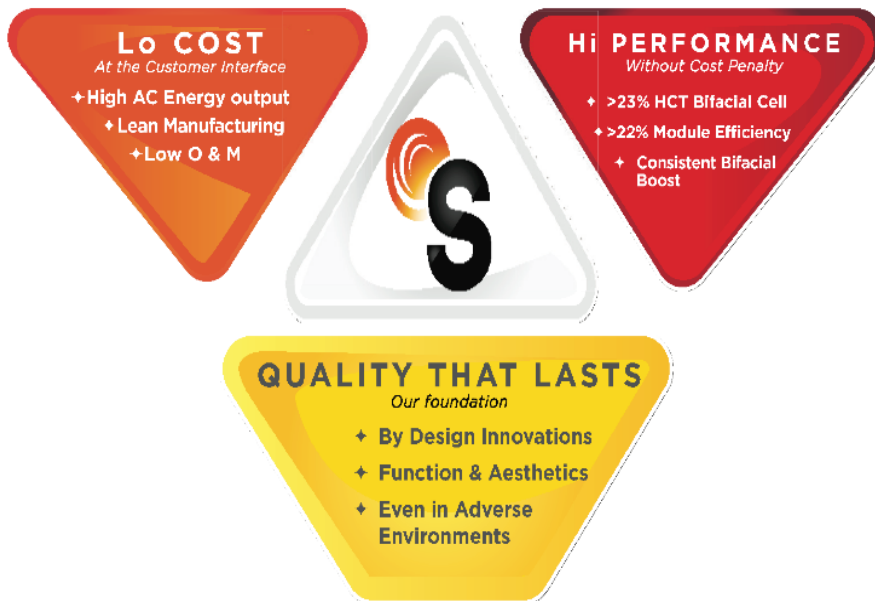 Lo COST
At the Customer Interface
✦High AC Energy output
✦Lean Manufacturing
✦Low O & M
S
Hi PERFORMANCE
Without Cost Penalty
✦ >23% HCT Bifacial Cell
✦>22% Module Efficiency
✦ Consistent Bifacial
Boost
QUALITY THAT LASTS
Our foundation
✦ By Design Innovations
✦ Function & Aesthetics
✦ Even in Adverse
Environments